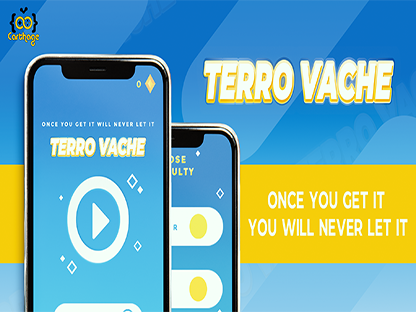 Carthage
TERRO VACHE
0
ONCE YOU GET IT WILL NEVER LET IT
TERRO VACHE
OSE
ULTY
R
ONCE YOU GET IT
YOU WILL NEVER LET IT